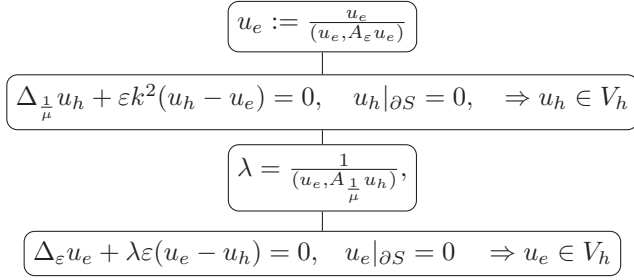 $u_e := \frac{u_e}{(u_e, A_\varepsilon u_e)}$
$\Delta_{\frac{1}{\mu}} u_h + \varepsilon k^2 (u_h - u_e) = 0, \quad u_h|_{\partial S} = 0, \quad \Rightarrow u_h \in V_h$
$\lambda = \frac{1}{(u_e, A_{\frac{1}{\mu}} u_h)},$
$\Delta_\varepsilon u_e + \lambda \varepsilon (u_e - u_h) = 0, \quad u_e|_{\partial S} = 0 \quad \Rightarrow u_e \in V_h$